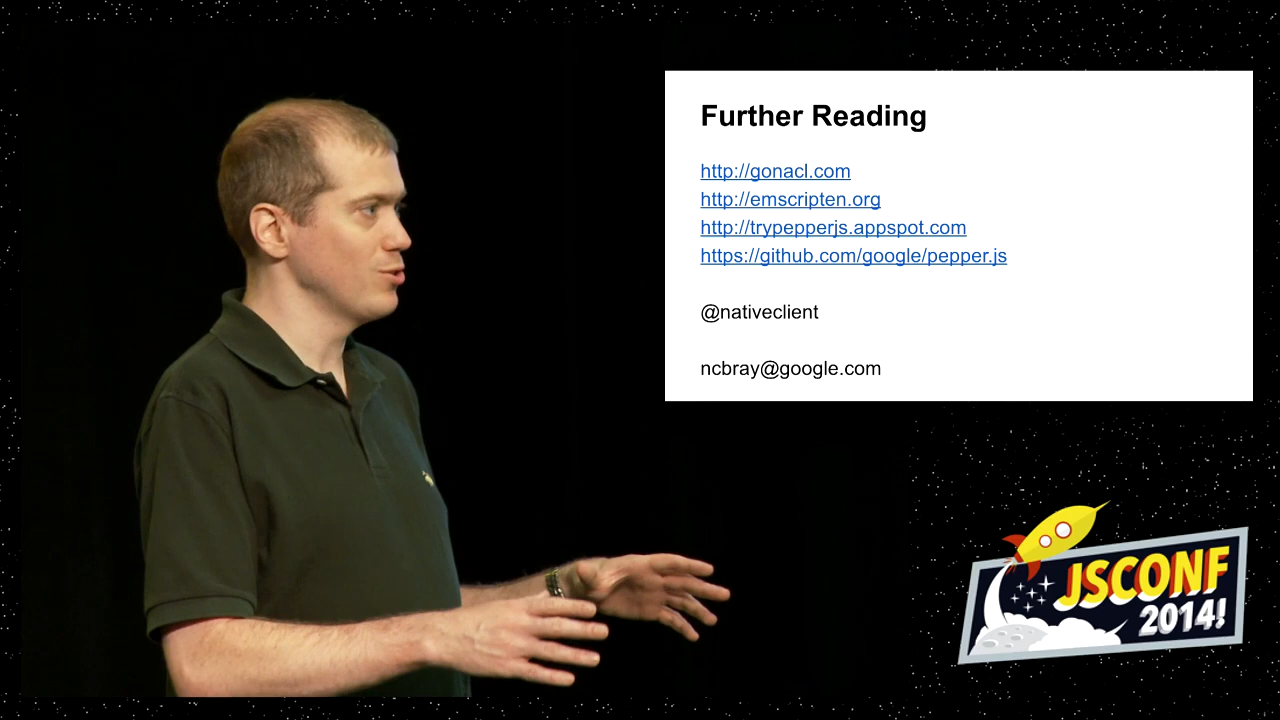 Further Reading
http://gonacl.com
http://emscripten.org
http://trypepperjs.appspot.com
https://github.com/google/pepper.js
@nativeclient
ncbray@google.com
JSCONF
2014!